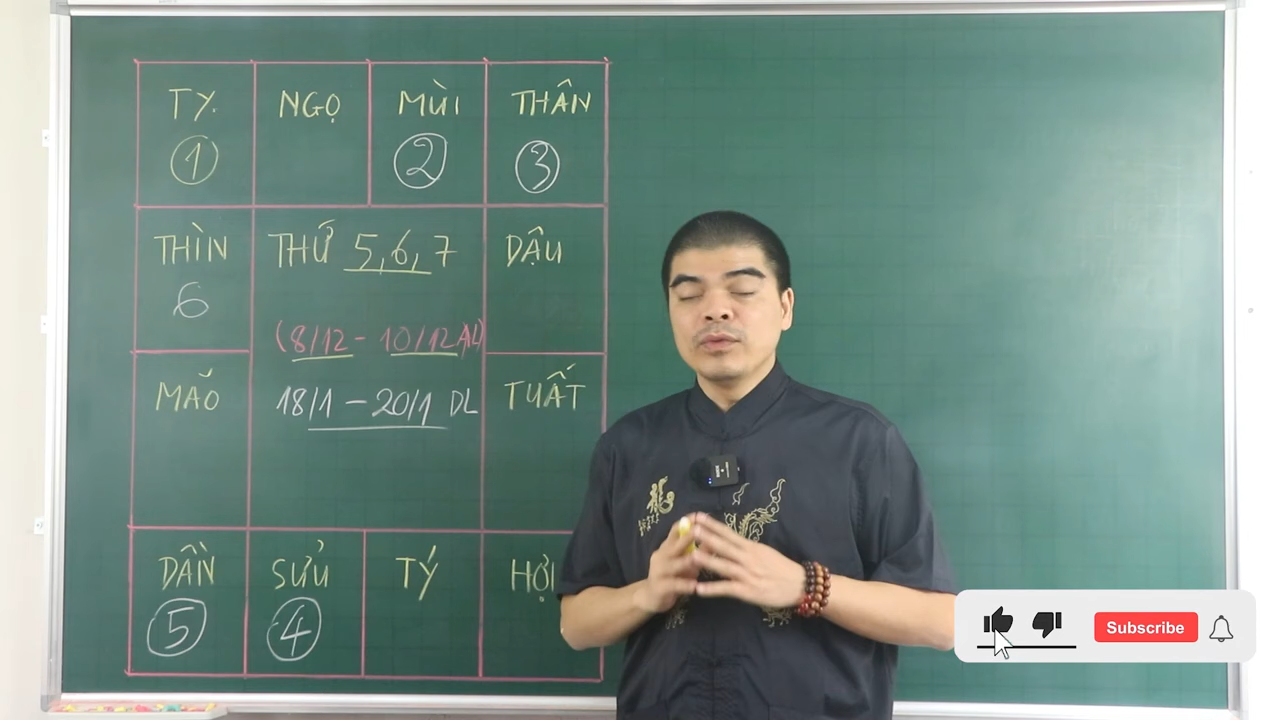 TỴ NGỌ MÙI THÂN
1 2 3
THÌN THỨ 5,6,7 DẬU
6
(8/12 - 10/12 AL)
MÃO 18/1 - 20/1 DL TUẤT
DẦN SỬU TÝ HỢI
5 4
Subscribe